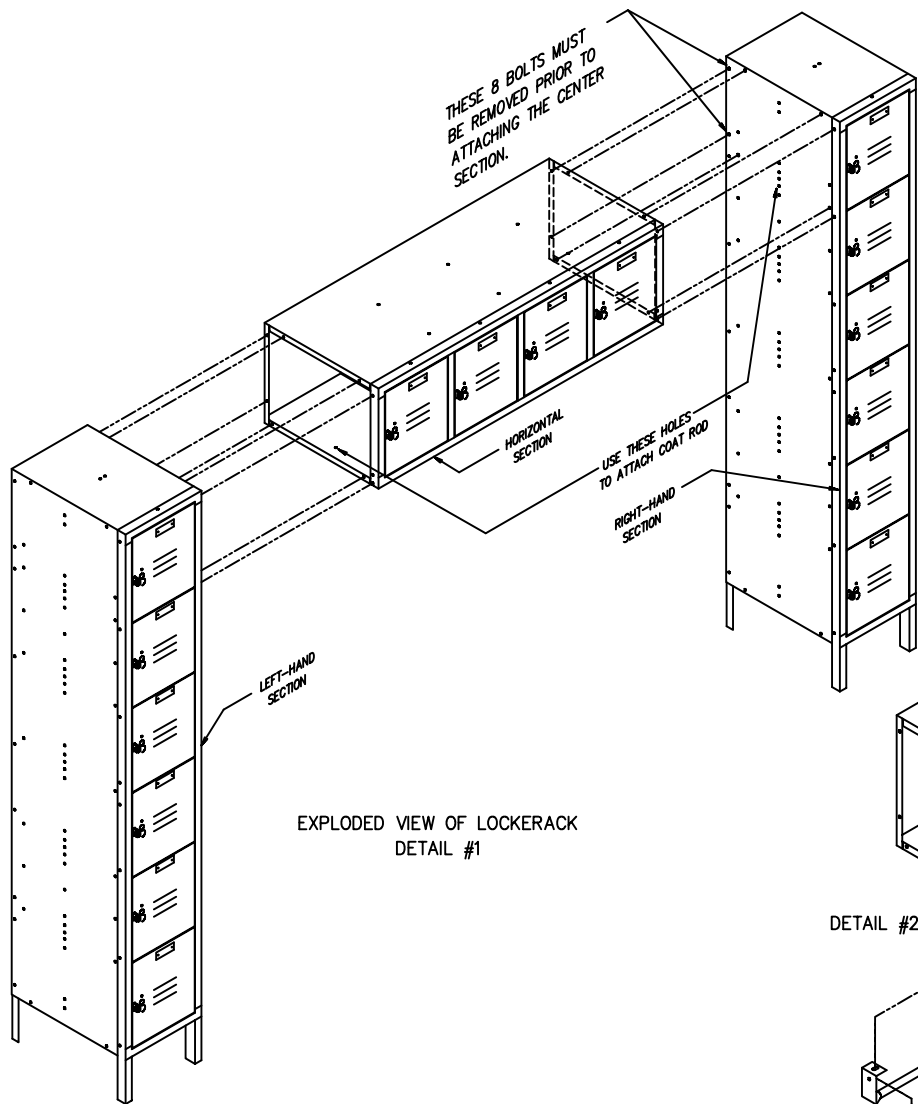 THESE 8 BOLTS MUST
BE REMOVED PRIOR TO
ATTACHING THE CENTER
SECTION.
HORIZONTAL
SECTION
USE THESE HOLES
TO ATTACH COAT ROD
RIGHT-HAND
SECTION
LEFT-HAND
SECTION
EXPLODED VIEW OF LOCKERACK
DETAIL #1
DETAIL #2